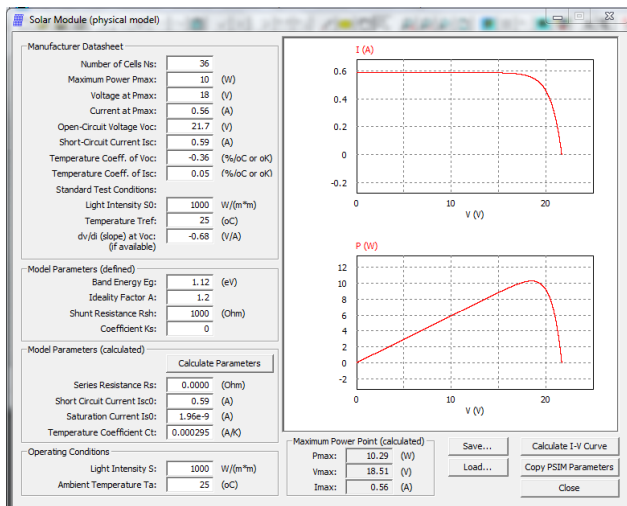 Solar Module (physical model)
Manufacturer Datasheet
Number of Cells Ns: 36
Maximum Power Pmax: 10 (W)
Voltage at Pmax: 18 (V)
Current at Pmax: 0.56 (A)
Open-Circuit Voltage Voc: 21.7 (V)
Short-Circuit Current Isc: 0.59 (A)
Temperature Coeff. of Voc: -0.36 (%/oC or oK)
Temperature Coeff. of Isc: 0.05 (%/oC or oK)
Standard Test Conditions:
Light Intensity S0: 1000 W/(m*m)
Temperature Tref: 25 (oC)
dv/di (slope) at Voc: -0.68 (V/A)
(if available)
Model Parameters (defined)
Band Energy Eg: 1.12 (eV)
Ideality Factor A: 1.2
Shunt Resistance Rsh: 1000 (Ohm)
Coefficient Ks: 0
Model Parameters (calculated)
Calculate Parameters
Series Resistance Rs: 0.0000 (Ohm)
Short Circuit Current Isc0: 0.59 (A)
Saturation Current Is0: 1.96e-9 (A)
Temperature Coefficient Ct: 0.000295 (A/K)
Operating Conditions
Light Intensity S: 1000 W/(m*m)
Ambient Temperature Ta: 25 (oC)
I (A)
0.6
0.4
0.2
0
-0.2
0 10 20
V (V)
P (W)
12
10
8
6
4
2
0
-2
0 10 20
V (V)
Maximum Power Point (calculated)
Pmax: 10.29 (W)
Vmax: 18.51 (V)
Imax: 0.56 (A)
Save...
Load...
Calculate I-V Curve
Copy PSIM Parameters
Close